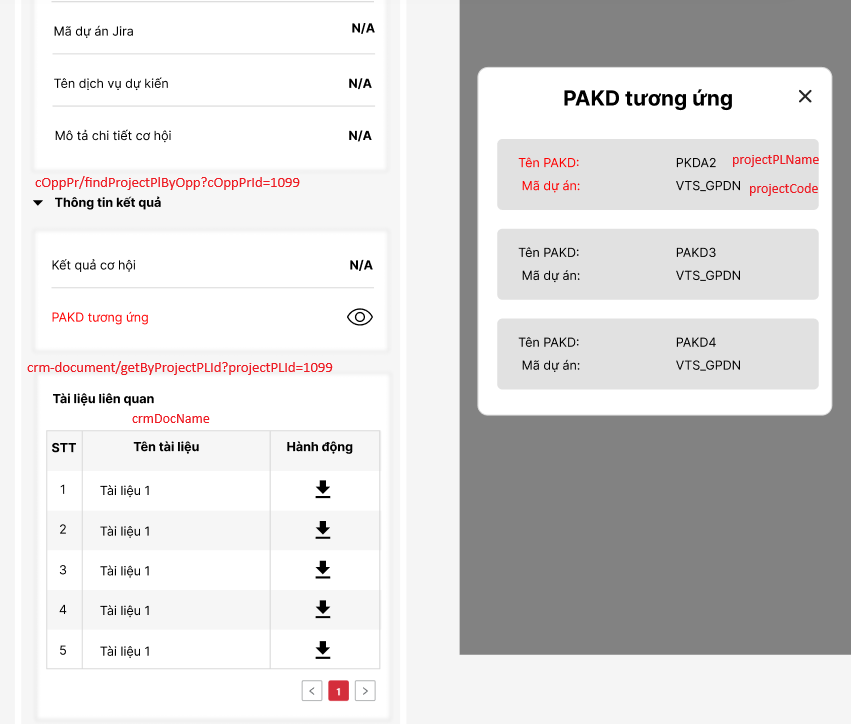 Mã dự án Jira N/A
Tên dịch vụ dự kiến N/A
Mô tả chi tiết cơ hội N/A
cOppPr/findProjectPlByOpp?cOppPrId=1099
Thông tin kết quả
Kết quả cơ hội N/A
PAKD tương ứng
crm-document/getByProjectPLId?projectPLId=1099
Tài liệu liên quan
crmDocName
STT Tên tài liệu Hành động
1 Tài liệu 1
2 Tài liệu 1
3 Tài liệu 1
4 Tài liệu 1
5 Tài liệu 1
< 1 >
PAKD tương ứng
Tên PAKD: PKDA2 projectPLName
Mã dự án: VTS_GPDN projectCode
Tên PAKD: PAKD3
Mã dự án: VTS_GPDN
Tên PAKD: PAKD4
Mã dự án: VTS_GPDN